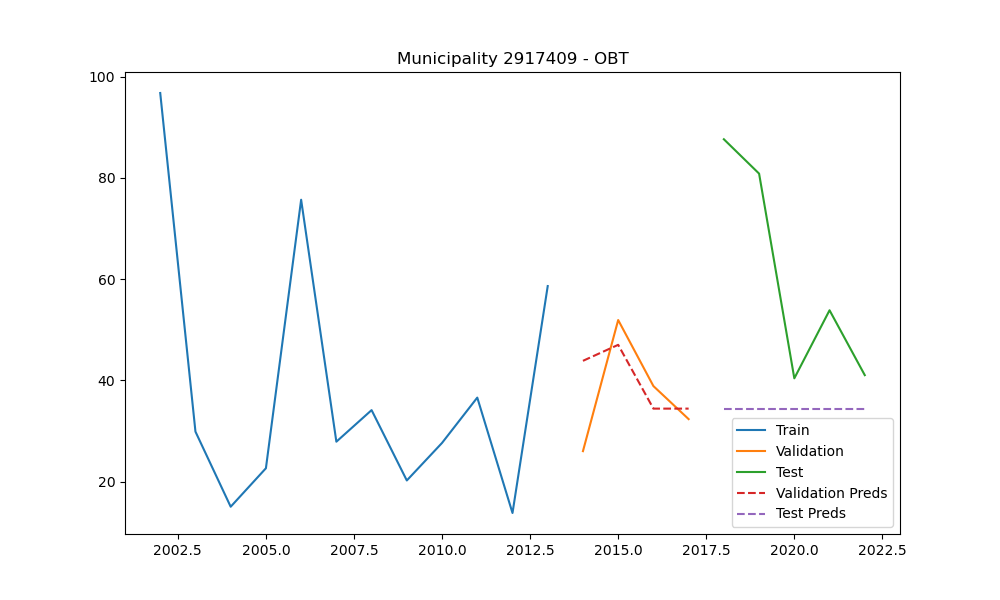 Municipality 2917409 - OBT
100
80
60
40
20
2002.5 2005.0 2007.5 2010.0 2012.5 2015.0 2017.5 2020.0 2022.5
Train
Validation
Test
Validation Preds
Test Preds